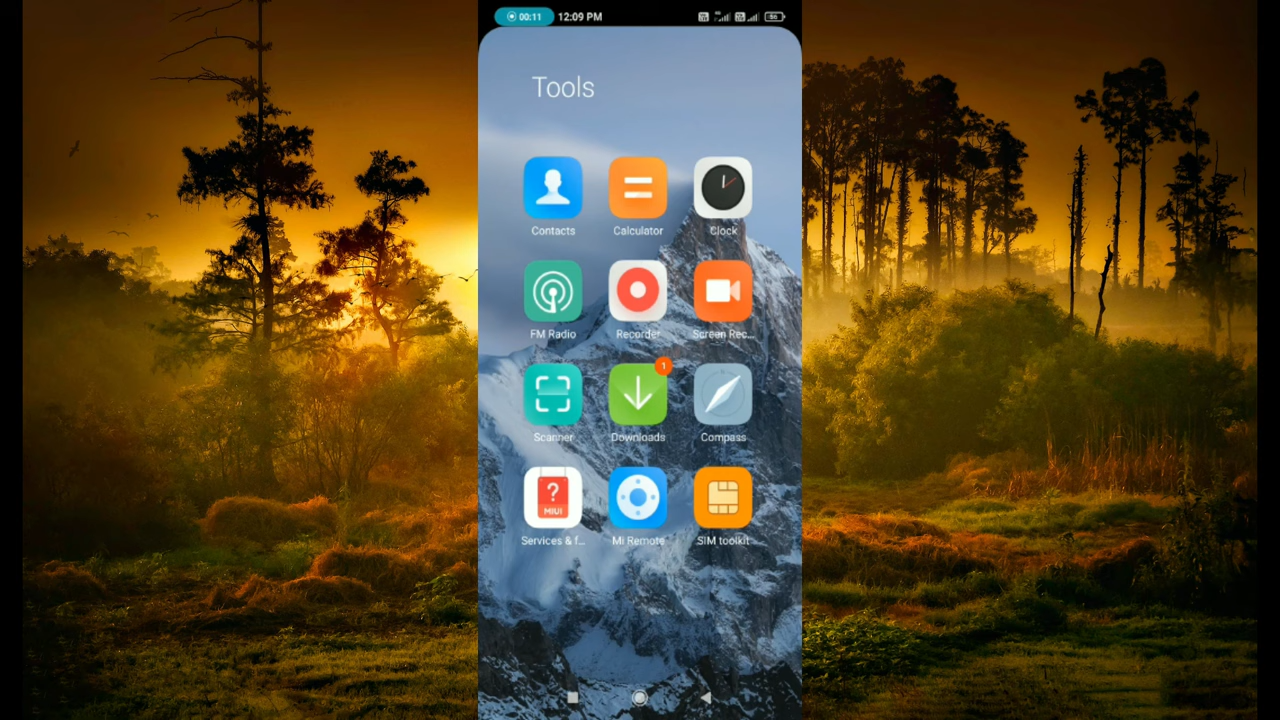 00:11 12:09 PM 56
Tools
Contacts Calculator Clock
FM Radio Recorder Screen Rec...
1
Scanner Downloads Compass
?
MIUI
Services & f... Mi Remote SIM toolkit